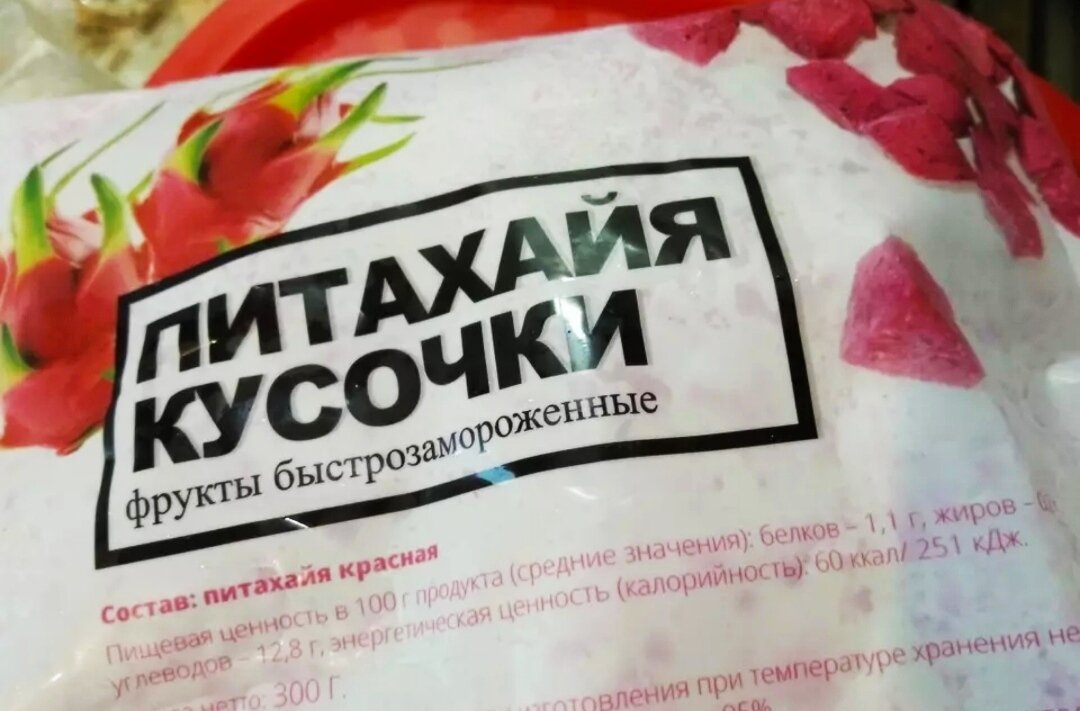 ПИТАХАЙЯ
КУСОЧКИ
фрукты быстрозамороженные
Состав: питахайя красная
Пищевая ценность в 100 г продукта (средние значения): белков – 1,1 г, жиров –
углеводов – 12,8 г, энергетическая ценность (калорийность): 60 ккал/ 251 кДж.
нетто: 300 г.
при температуре хранения не
95%